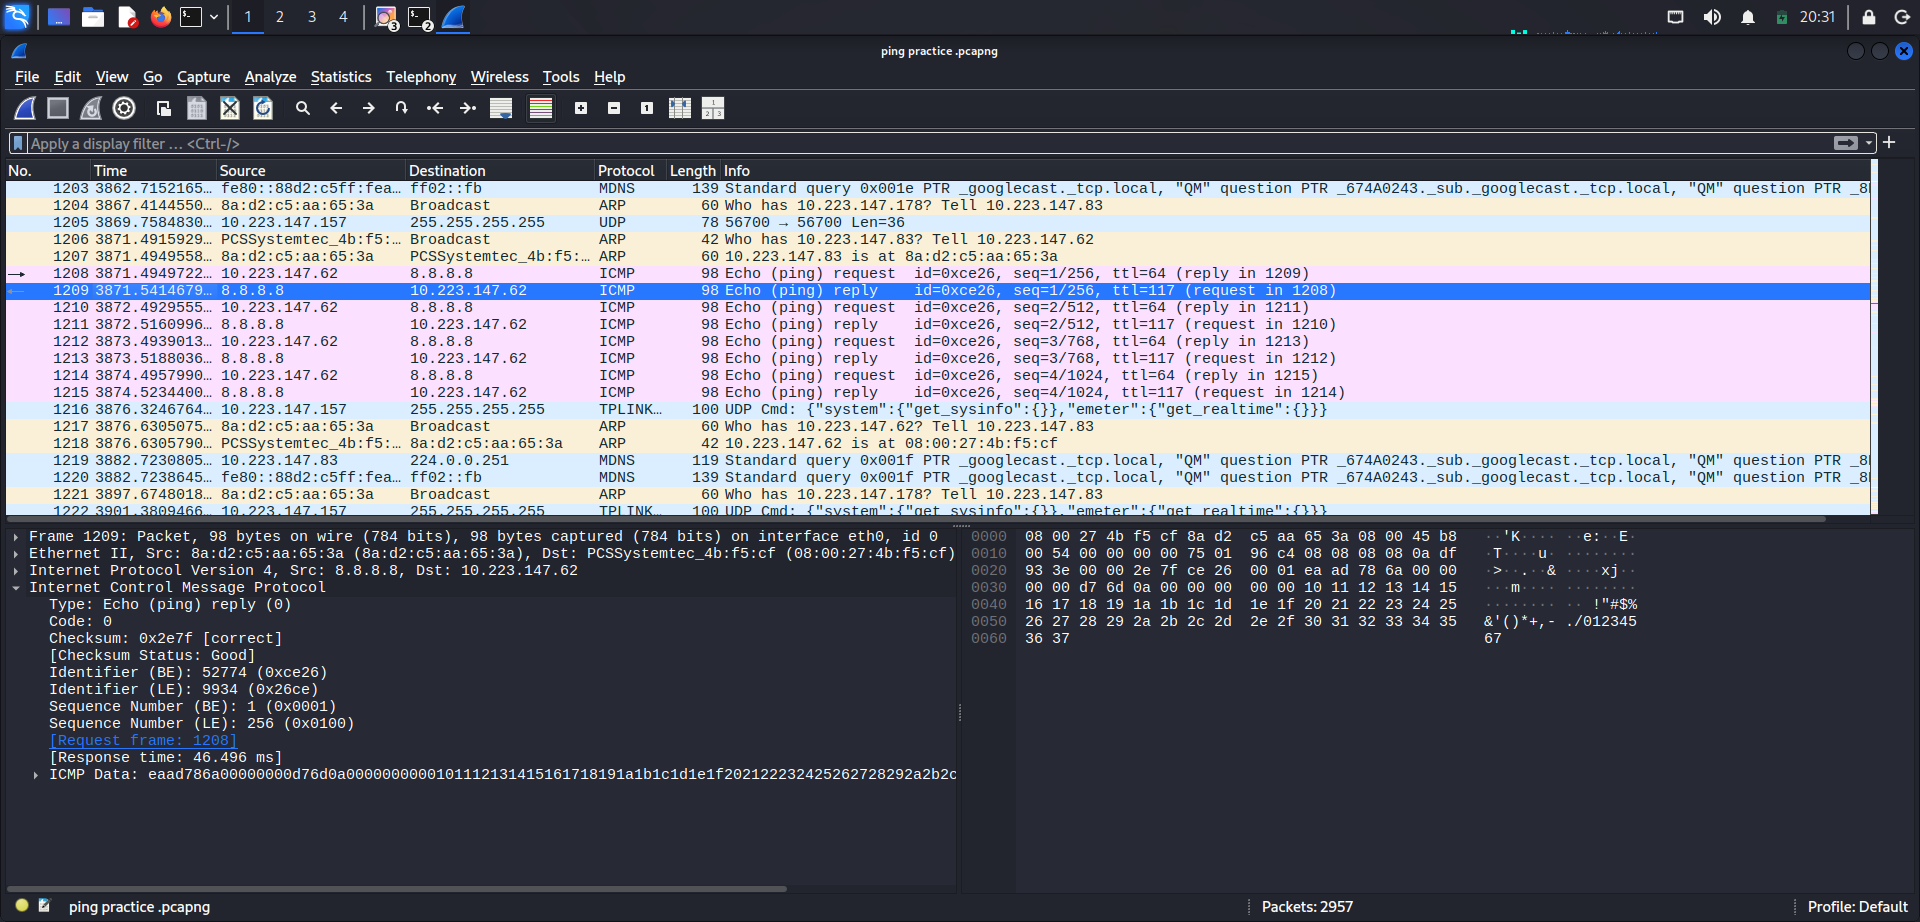 1 2 3 4 3 2 20:31
ping practice .pcapng
File Edit View Go Capture Analyze Statistics Telephony Wireless Tools Help
Apply a display filter … <Ctrl-/>
No. Time Source Destination Protocol Length Info
1203 3862.7152165… fe80::88d2:c5ff:fea… ff02::fb MDNS 139 Standard query 0x001e PTR _googlecast._tcp.local, "QM" question PTR _674A0243._sub._googlecast._tcp.local, "QM" question PTR _8
1204 3867.4144550… 8a:d2:c5:aa:65:3a Broadcast ARP 60 Who has 10.223.147.178? Tell 10.223.147.83
1205 3869.7584830… 10.223.147.157 255.255.255.255 UDP 78 56700 → 56700 Len=36
1206 3871.4915929… PCSSystemtec_4b:f5:… Broadcast ARP 42 Who has 10.223.147.83? Tell 10.223.147.62
1207 3871.4949558… 8a:d2:c5:aa:65:3a PCSSystemtec_4b:f5:… ARP 60 10.223.147.83 is at 8a:d2:c5:aa:65:3a
1208 3871.4949722… 10.223.147.62 8.8.8.8 ICMP 98 Echo (ping) request id=0xce26, seq=1/256, ttl=64 (reply in 1209)
1209 3871.5414679… 8.8.8.8 10.223.147.62 ICMP 98 Echo (ping) reply id=0xce26, seq=1/256, ttl=117 (request in 1208)
1210 3872.4929555… 10.223.147.62 8.8.8.8 ICMP 98 Echo (ping) request id=0xce26, seq=2/512, ttl=64 (reply in 1211)
1211 3872.5160996… 8.8.8.8 10.223.147.62 ICMP 98 Echo (ping) reply id=0xce26, seq=2/512, ttl=117 (request in 1210)
1212 3873.4939013… 10.223.147.62 8.8.8.8 ICMP 98 Echo (ping) request id=0xce26, seq=3/768, ttl=64 (reply in 1213)
1213 3873.5188036… 8.8.8.8 10.223.147.62 ICMP 98 Echo (ping) reply id=0xce26, seq=3/768, ttl=117 (request in 1212)
1214 3874.4957990… 10.223.147.62 8.8.8.8 ICMP 98 Echo (ping) request id=0xce26, seq=4/1024, ttl=64 (reply in 1215)
1215 3874.5234400… 8.8.8.8 10.223.147.62 ICMP 98 Echo (ping) reply id=0xce26, seq=4/1024, ttl=117 (request in 1214)
1216 3876.3246764… 10.223.147.157 255.255.255.255 TPLINK… 100 UDP Cmd: {"system":{"get_sysinfo":{}},"emeter":{"get_realtime":{}}}
1217 3876.6305075… 8a:d2:c5:aa:65:3a Broadcast ARP 60 Who has 10.223.147.62? Tell 10.223.147.83
1218 3876.6305790… PCSSystemtec_4b:f5:… 8a:d2:c5:aa:65:3a ARP 42 10.223.147.62 is at 08:00:27:4b:f5:cf
1219 3882.7230805… 10.223.147.83 224.0.0.251 MDNS 119 Standard query 0x001f PTR _googlecast._tcp.local, "QM" question PTR _674A0243._sub._googlecast._tcp.local, "QM" question PTR _8
1220 3882.7238645… fe80::88d2:c5ff:fea… ff02::fb MDNS 139 Standard query 0x001f PTR _googlecast._tcp.local, "QM" question PTR _674A0243._sub._googlecast._tcp.local, "QM" question PTR _8
1221 3897.6748018… 8a:d2:c5:aa:65:3a Broadcast ARP 60 Who has 10.223.147.178? Tell 10.223.147.83
1222 3901.3809466… 10.223.147.157 255.255.255.255 TPLINK… 100 UDP Cmd: {"system":{"get_sysinfo":{}},"emeter":{"get_realtime":{}}}
Frame 1209: Packet, 98 bytes on wire (784 bits), 98 bytes captured (784 bits) on interface eth0, id 0
Ethernet II, Src: 8a:d2:c5:aa:65:3a (8a:d2:c5:aa:65:3a), Dst: PCSSystemtec_4b:f5:cf (08:00:27:4b:f5:cf)
Internet Protocol Version 4, Src: 8.8.8.8, Dst: 10.223.147.62
Internet Control Message Protocol
Type: Echo (ping) reply (0)
Code: 0
Checksum: 0x2e7f [correct]
[Checksum Status: Good]
Identifier (BE): 52774 (0xce26)
Identifier (LE): 9934 (0x26ce)
Sequence Number (BE): 1 (0x0001)
Sequence Number (LE): 256 (0x0100)
[Request frame: 1208]
[Response time: 46.496 ms]
ICMP Data: eaad786a00000000d76d0a0000000000101112131415161718191a1b1c1d1e1f202122232425262728292a2b2c
0000 08 00 27 4b f5 cf 8a d2 c5 aa 65 3a 08 00 45 b8 ··'K···· ··e:··E·
0010 00 54 00 00 00 00 75 01 96 c4 08 08 08 08 0a df ·T····u· ········
0020 93 3e 00 00 2e 7f ce 26 00 01 ea ad 78 6a 00 00 ·>··.··& ····xj··
0030 00 00 d7 6d 0a 00 00 00 00 00 10 11 12 13 14 15 ···m···· ········
0040 16 17 18 19 1a 1b 1c 1d 1e 1f 20 21 22 23 24 25 ········ ·· !"#$%
0050 26 27 28 29 2a 2b 2c 2d 2e 2f 30 31 32 33 34 35 &'()*+,- ./012345
0060 36 37 67
ping practice .pcapng Packets: 2957 Profile: Default